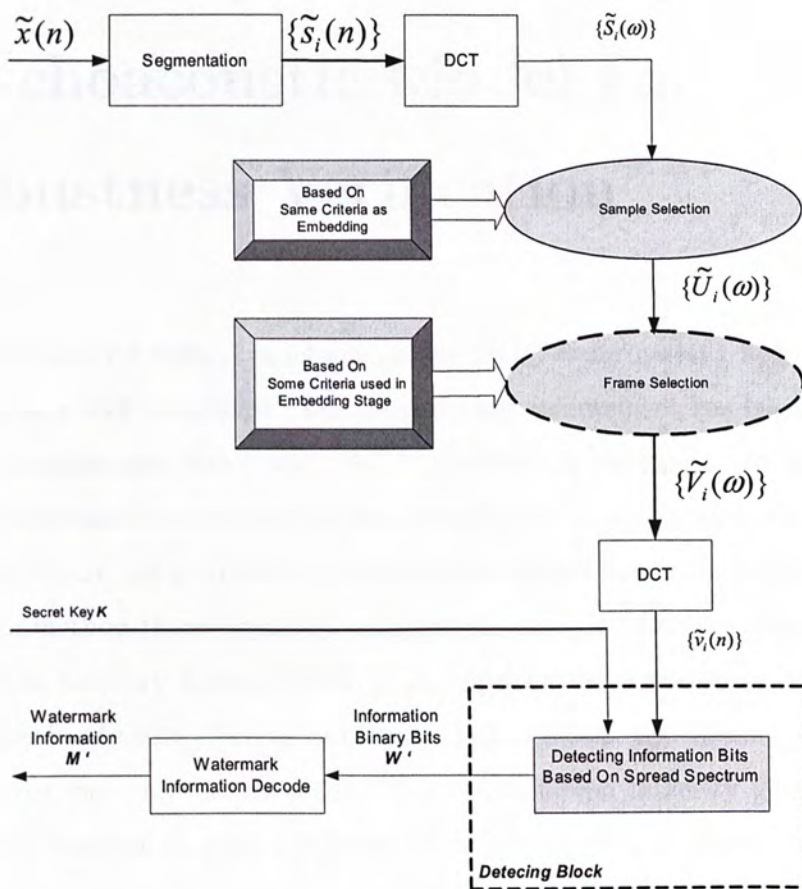 x̃(n)
Segmentation
{s̃ᵢ(n)}
DCT
{S̃ᵢ(ω)}
Based On
Same Criteria as
Embedding
Sample Selection
{Ũᵢ(ω)}
Based On
Some Criteria used in
Embedding Stage
Frame Selection
{Ṽᵢ(ω)}
DCT
Secret Key K
{ṽᵢ(n)}
Watermark
Information
M '
Watermark
Information Decode
Information
Binary Bits
W '
Detecting Information Bits
Based On Spread Spectrum
Detecing Block